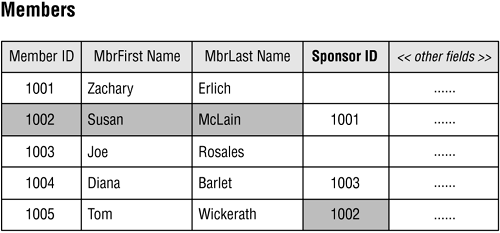 Members
Member ID MbrFirst Name MbrLast Name Sponsor ID << other fields >>
1001 Zachary Erlich ......
1002 Susan McLain 1001 ......
1003 Joe Rosales ......
1004 Diana Barlet 1003 ......
1005 Tom Wickerath 1002 ......